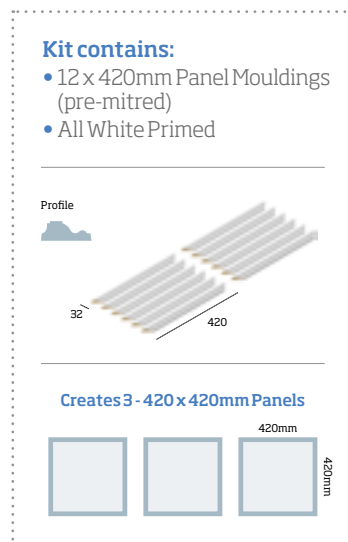 Kit contains:
• 12 x 420mm Panel Mouldings
(pre-mitred)
• All White Primed
Profile
32
420
Creates 3 - 420 x 420mm Panels
420mm
420mm